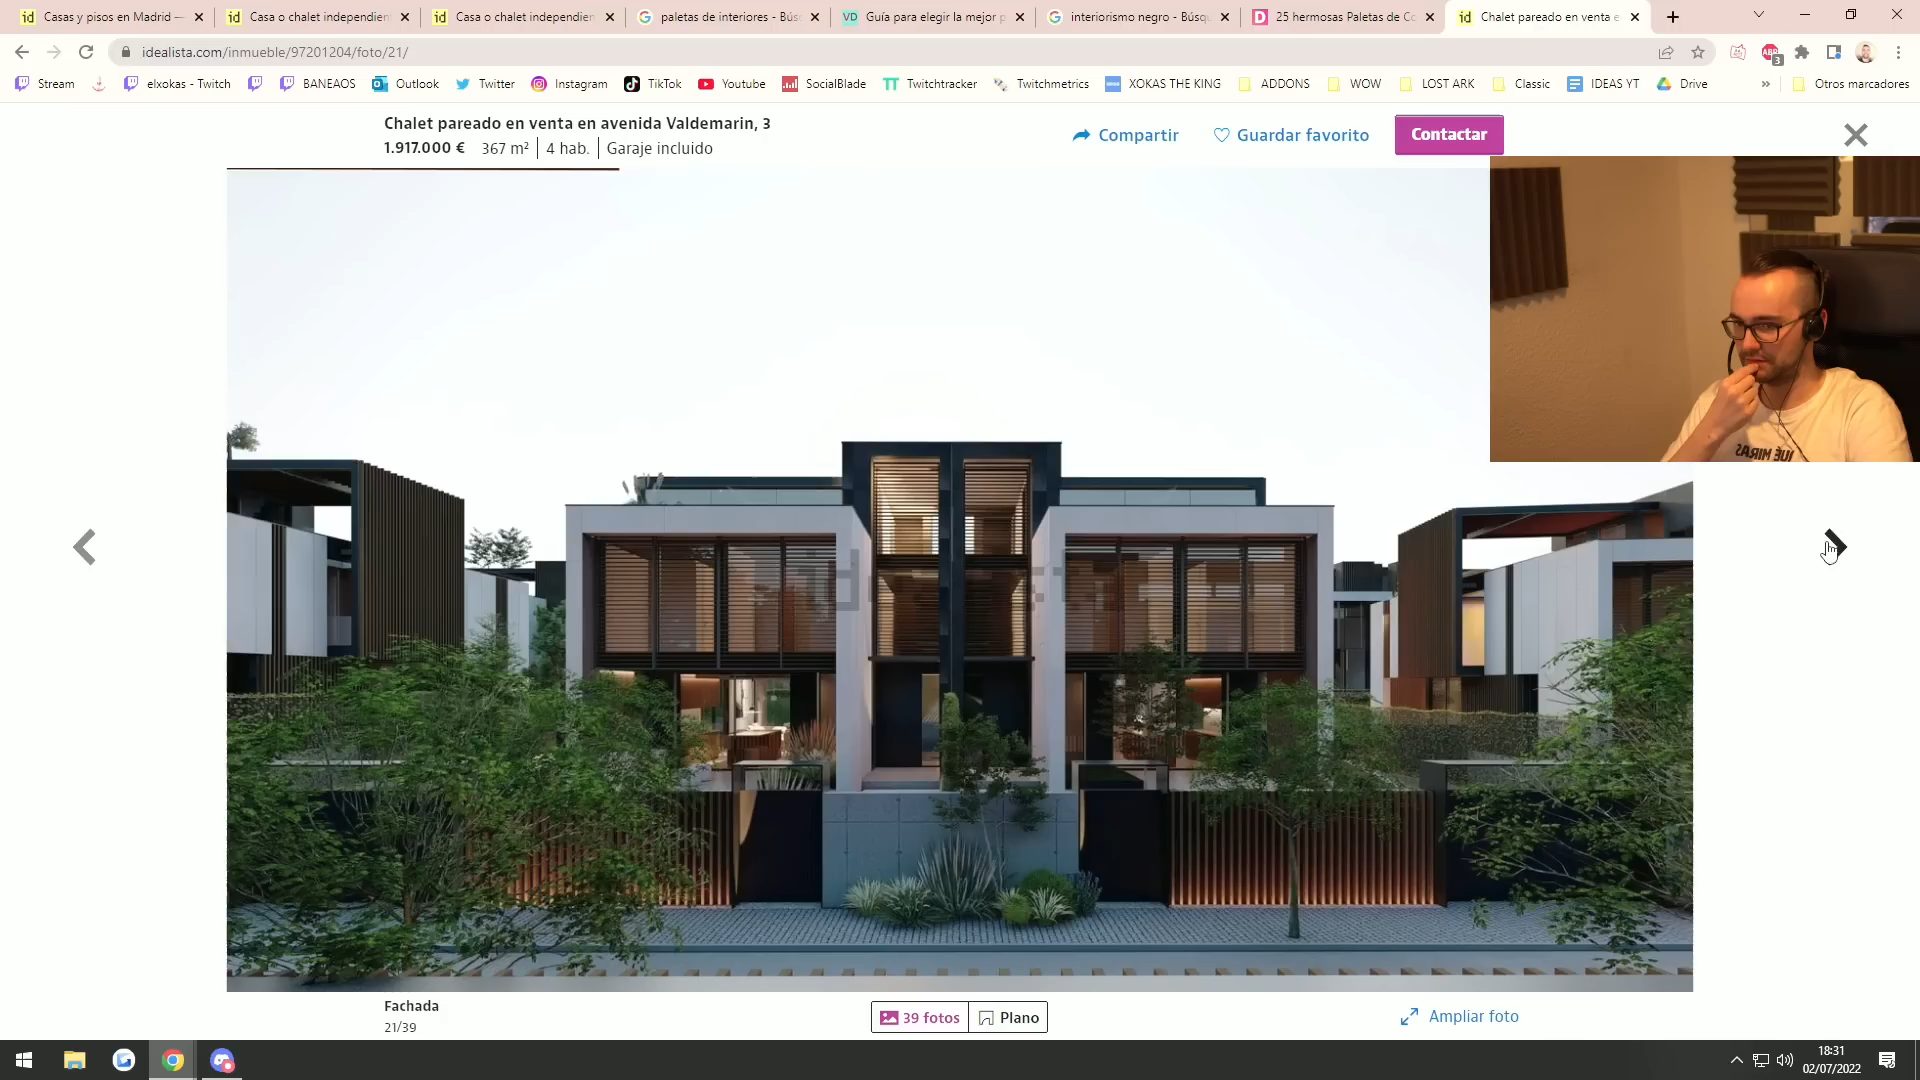 Casas y pisos en Madrid —
Casa o chalet independien
Casa o chalet independien
paletas de interiores - Bús
Guía para elegir la mejor p
interiorismo negro - Búsq
25 hermosas Paletas de Co
Chalet pareado en venta e
idealista.com/inmueble/97201204/foto/21/
ABP
3
Stream
elxokas - Twitch
BANEAOS
Outlook
Twitter
Instagram
TikTok
Youtube
SocialBlade
Twitchtracker
Twitchmetrics
XOKAS THE KING
ADDONS
WOW
LOST ARK
Classic
IDEAS YT
Drive
»
Otros marcadores
Chalet pareado en venta en avenida Valdemarin, 3
1.917.000 € 367 m² 4 hab. Garaje incluido
Compartir
Guardar favorito
Contactar
Fachada
21/39
39 fotos
Plano
Ampliar foto
18:31
02/07/2022